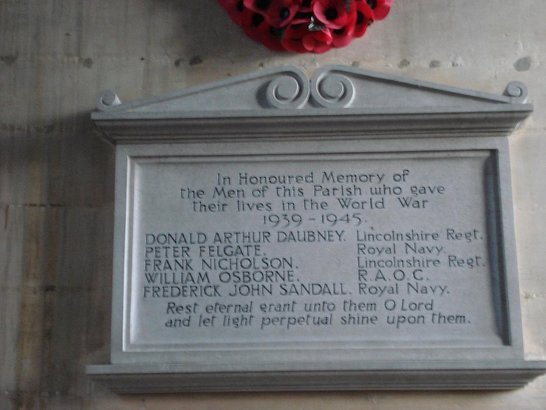 In Honoured Memory of
the Men of this Parish who gave
their lives in the World War
1939-1945.
DONALD ARTHUR DAUBNEY. Lincolnshire Regt.
PETER FELGATE. Royal Navy.
FRANK NICHOLSON. Lincolnshire Regt.
WILLIAM OSBORNE. R.A.O.C.
FREDERICK JOHN SANDALL. Royal Navy.
Rest eternal grant unto them O Lord
and let light perpetual shine upon them.